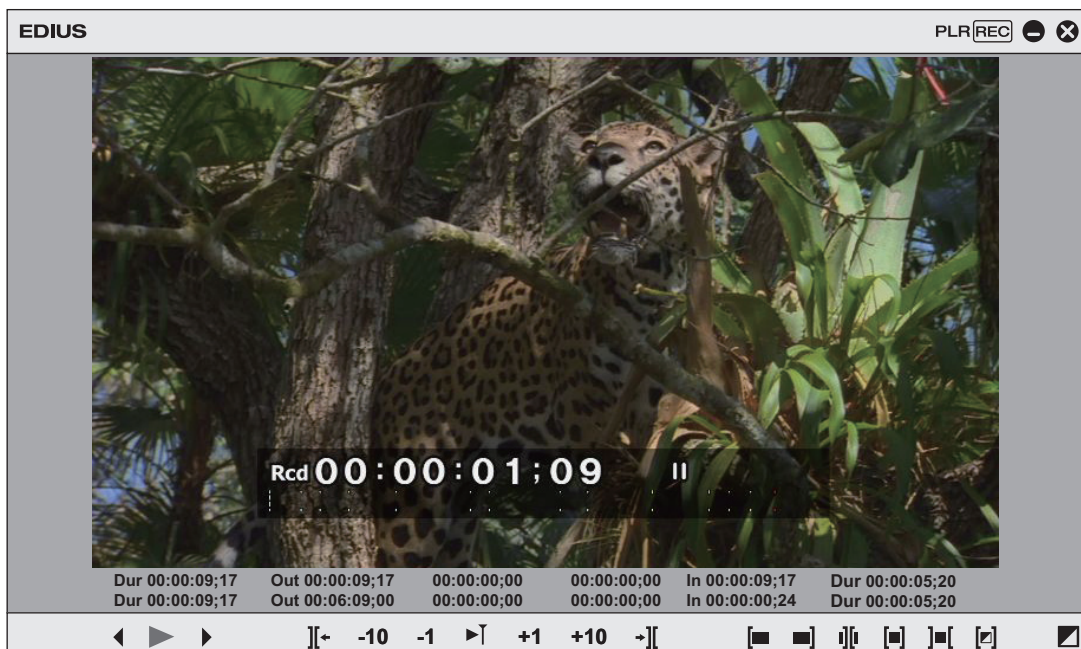 EDIUS PLR REC
Rcd 00:00:01;09
Dur 00:00:09;17 Out 00:00:09;17 00:00:00;00 00:00:00;00 In 00:00:09;17 Dur 00:00:05;20
Dur 00:00:09;17 Out 00:06:09;00 00:00:00;00 00:00:00;00 In 00:00:00;24 Dur 00:00:05;20
-10 -1 +1 +10